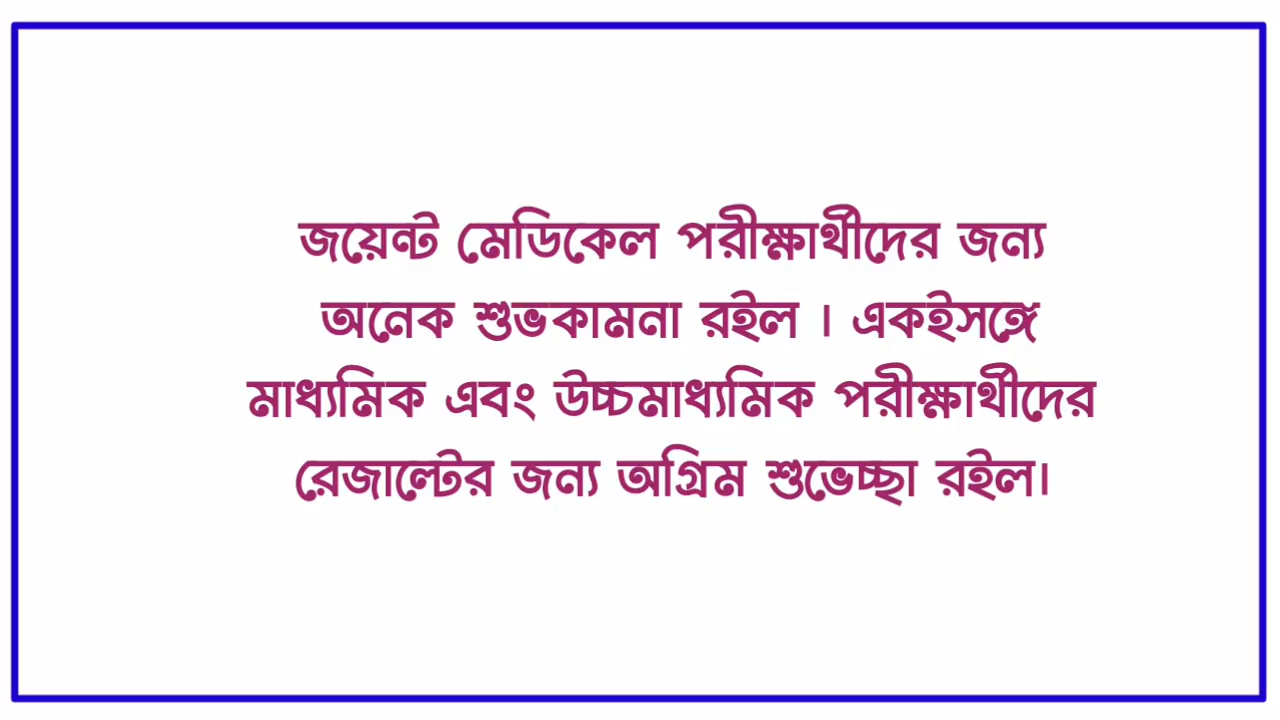 জয়েন্ট মেডিকেল পরীক্ষার্থীদের জন্য
অনেক শুভকামনা রইল । একইসঙ্গে
মাধ্যমিক এবং উচ্চমাধ্যমিক পরীক্ষার্থীদের
রেজাল্টের জন্য অগ্রিম শুভেচ্ছা রইল।